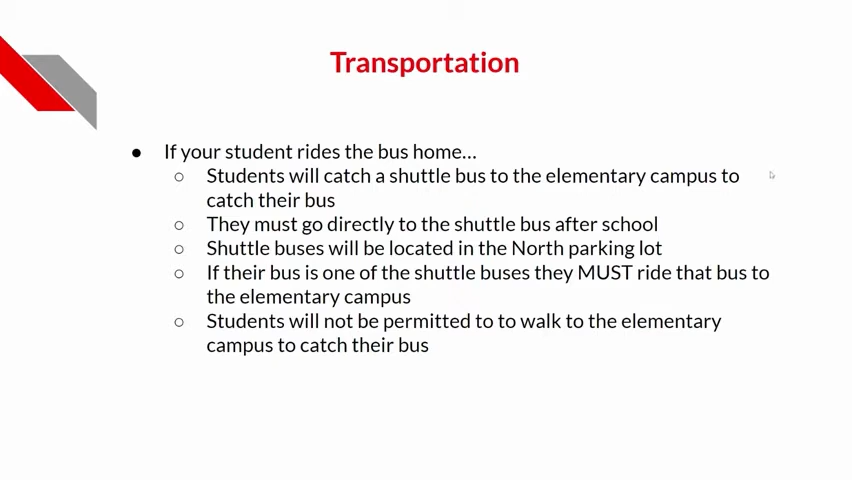 Transportation
● If your student rides the bus home...
○ Students will catch a shuttle bus to the elementary campus to
catch their bus
○ They must go directly to the shuttle bus after school
○ Shuttle buses will be located in the North parking lot
○ If their bus is one of the shuttle buses they MUST ride that bus to
the elementary campus
○ Students will not be permitted to to walk to the elementary
campus to catch their bus